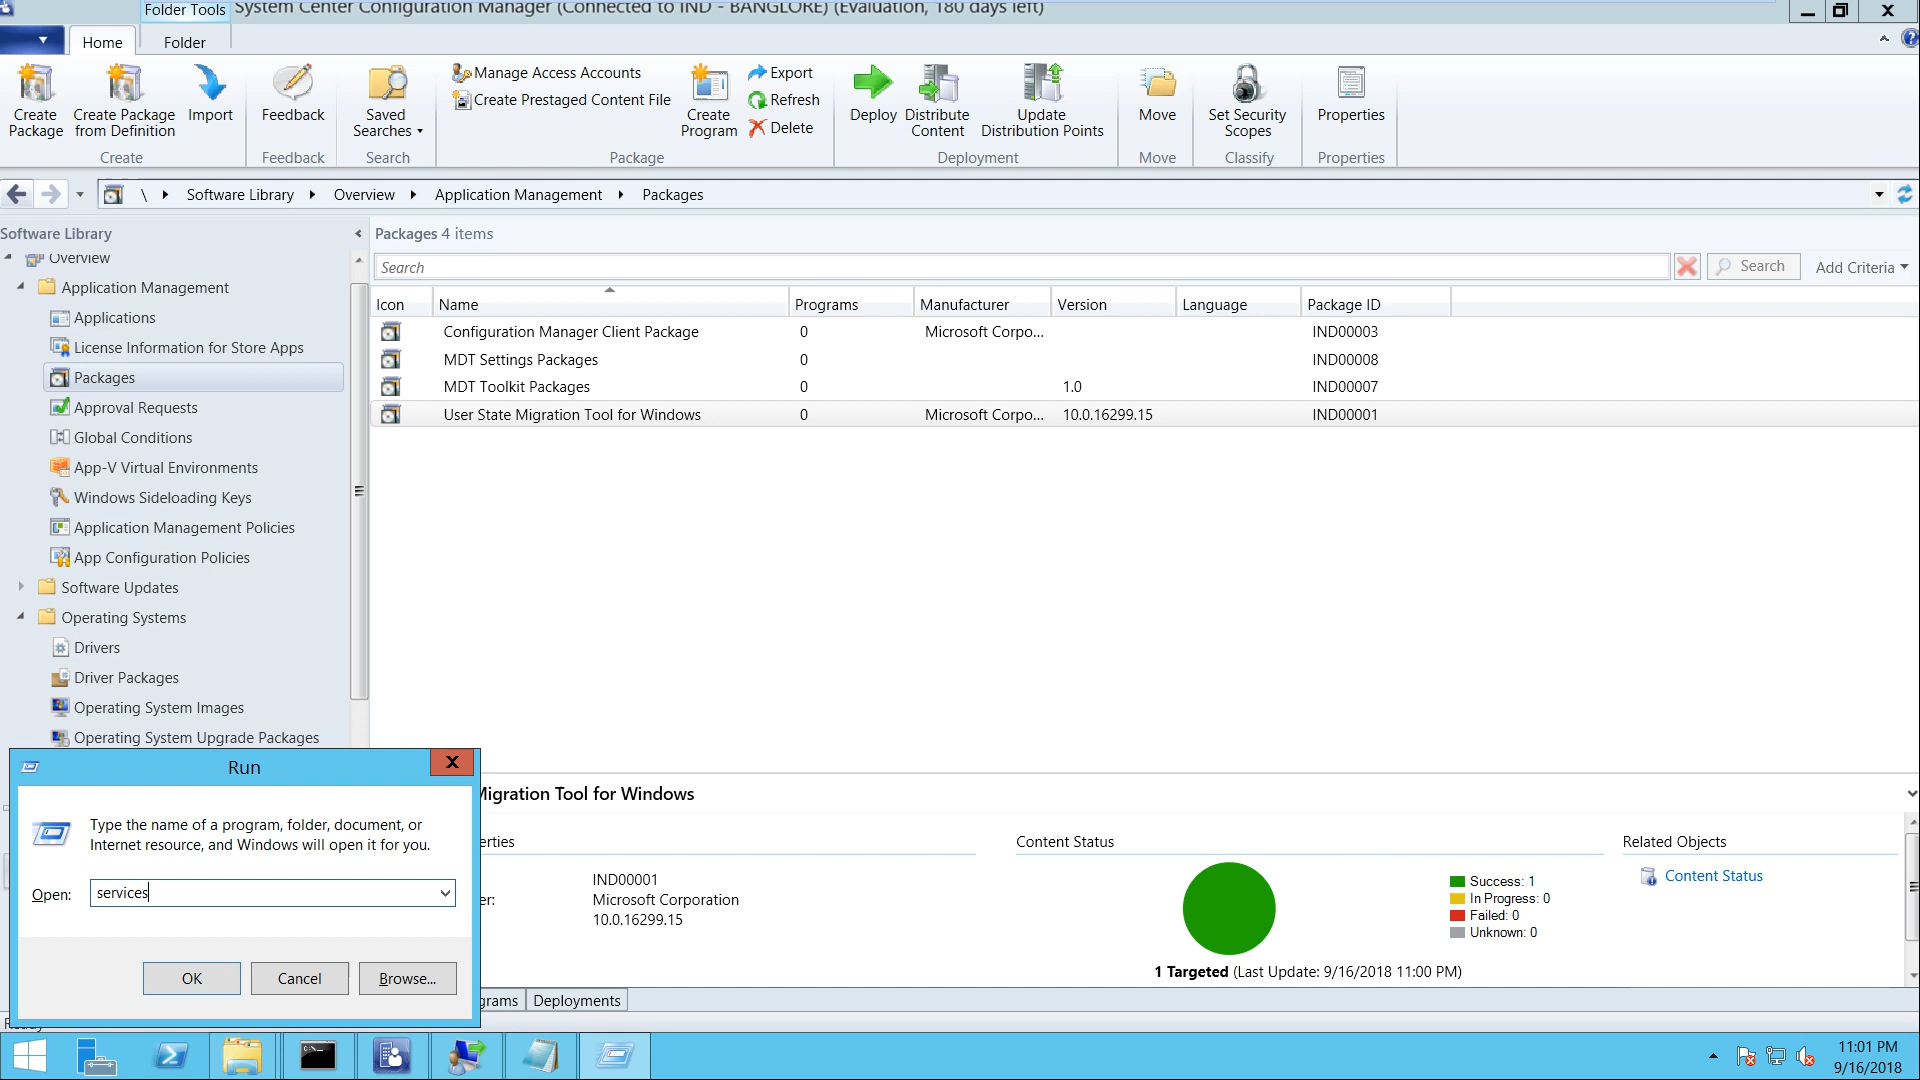 Folder Tools
System Center Configuration Manager (Connected to IND - BANGLORE) (Evaluation, 180 days left)
Home
Folder
Create Package
Create Package from Definition
Import
Create
Feedback
Feedback
Saved Searches
Search
Manage Access Accounts
Create Prestaged Content File
Create Program
Export
Refresh
Delete
Package
Deploy
Distribute Content
Update Distribution Points
Deployment
Move
Move
Set Security Scopes
Classify
Properties
Properties
\ Software Library Overview Application Management Packages
Software Library
Overview
Application Management
Applications
License Information for Store Apps
Packages
Approval Requests
Global Conditions
App-V Virtual Environments
Windows Sideloading Keys
Application Management Policies
App Configuration Policies
Software Updates
Operating Systems
Drivers
Driver Packages
Operating System Images
Operating System Upgrade Packages
Packages 4 items
Search
Search
Add Criteria
Icon Name Programs Manufacturer Version Language Package ID
Configuration Manager Client Package 0 Microsoft Corpo... IND00003
MDT Settings Packages 0 IND00008
MDT Toolkit Packages 0 1.0 IND00007
User State Migration Tool for Windows 0 Microsoft Corpo... 10.0.16299.15 IND00001
Migration Tool for Windows
erties
IND00001
er: Microsoft Corporation
10.0.16299.15
Content Status
Success: 1
In Progress: 0
Failed: 0
Unknown: 0
1 Targeted (Last Update: 9/16/2018 11:00 PM)
Related Objects
Content Status
grams
Deployments
Run
X
Type the name of a program, folder, document, or
Internet resource, and Windows will open it for you.
Open: services
OK
Cancel
Browse...
11:01 PM
9/16/2018